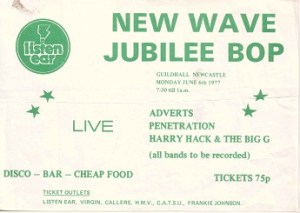 NEW WAVE
JUBILEE BOP
listen
ear
GUILDHALL NEWCASTLE
MONDAY JUNE 6th 1977
7:30 till 1a.m.
LIVE
ADVERTS
PENETRATION
HARRY HACK & THE BIG G
(all bands to be recorded)
DISCO – BAR – CHEAP FOOD
TICKETS 75p
TICKET OUTLETS
LISTEN EAR, VIRGIN, CALLERS, H.M.V., C.A.T.S.U., FRANKIE JOHNSON.